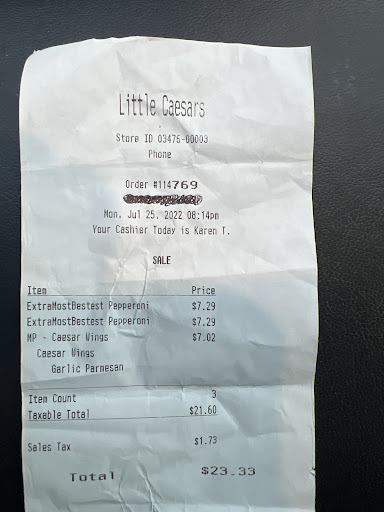 Little Caesars
Store ID 03476-00003
Phone
Order #114769
Mon, Jul 25, 2022 08:14pm
Your Cashier Today is Karen T.
SALE
Item Price
ExtraMostBestest Pepperoni $7.29
ExtraMostBestest Pepperoni $7.29
MP - Caesar Wings $7.02
Caesar Wings
Garlic Parmesan
Item Count 3
Taxable Total $21.60
Sales Tax $1.73
Total $23.33